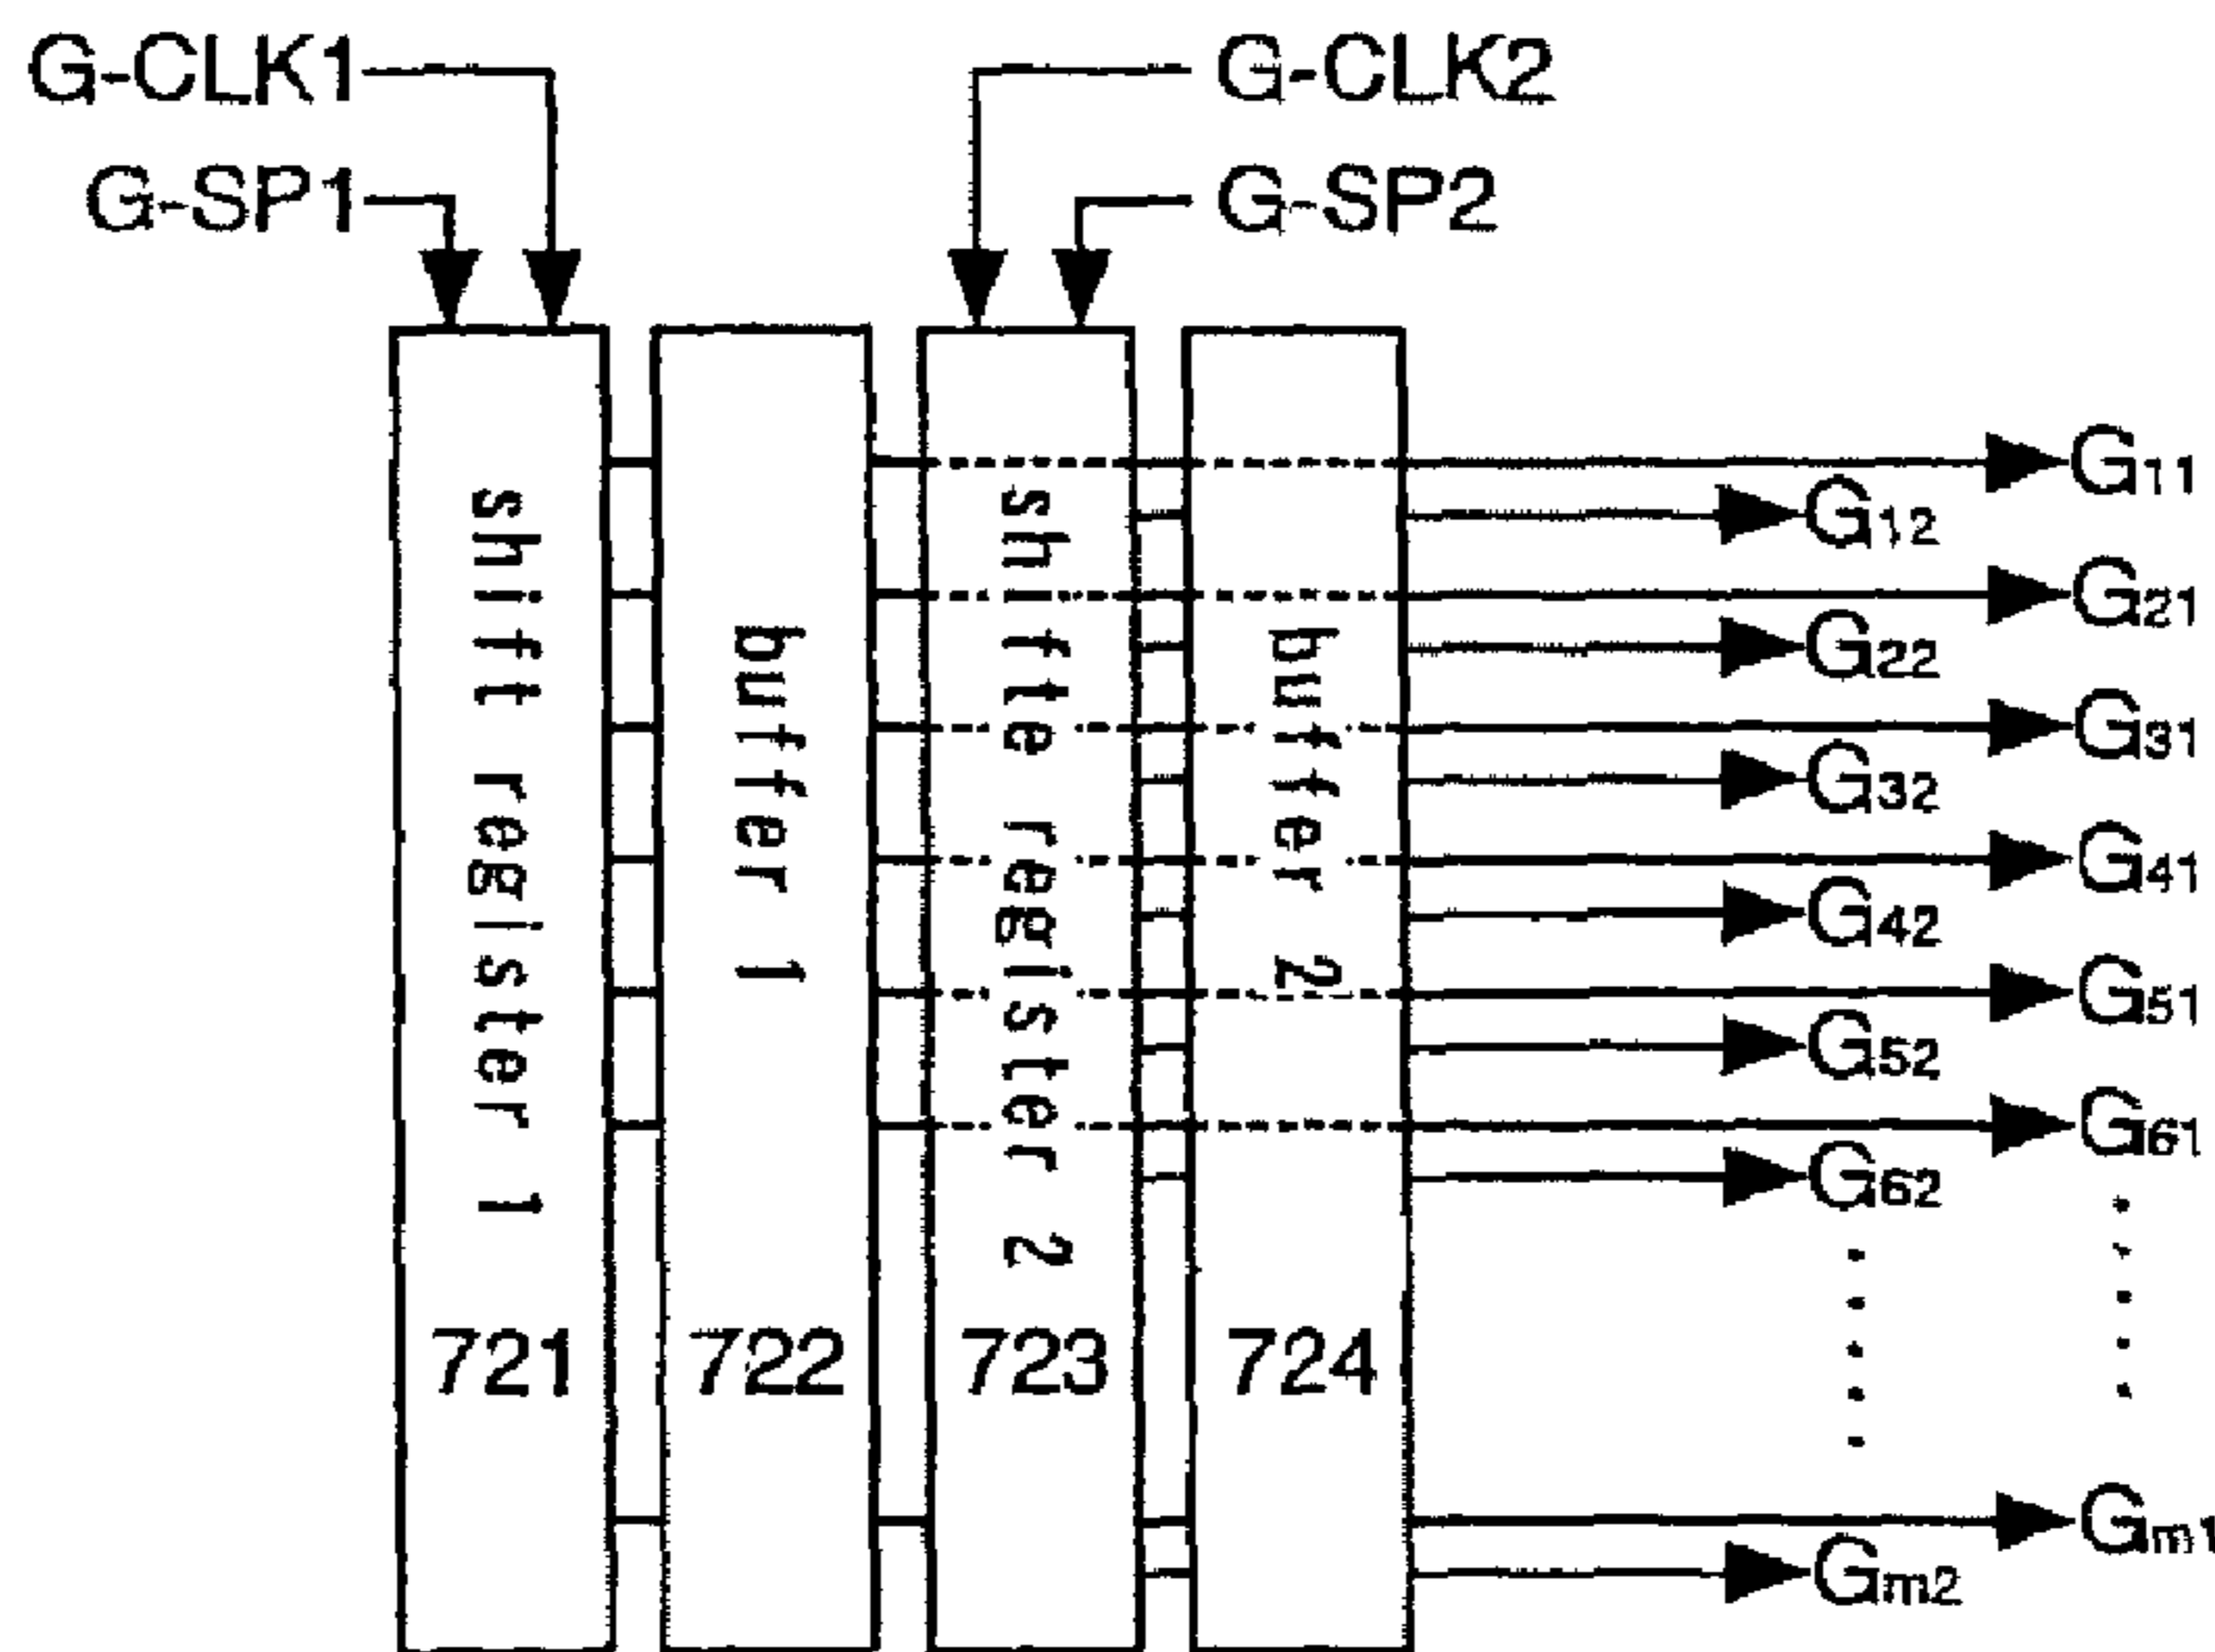 G-CLK1
G-CLK2
G-SP1
G-SP2
shift register 1
buffer 1
shifte register 2
buffer 2
721
722
723
724
G11
G12
G21
G22
G31
G32
G41
G42
G51
G52
G61
G62
Gm1
Gm2